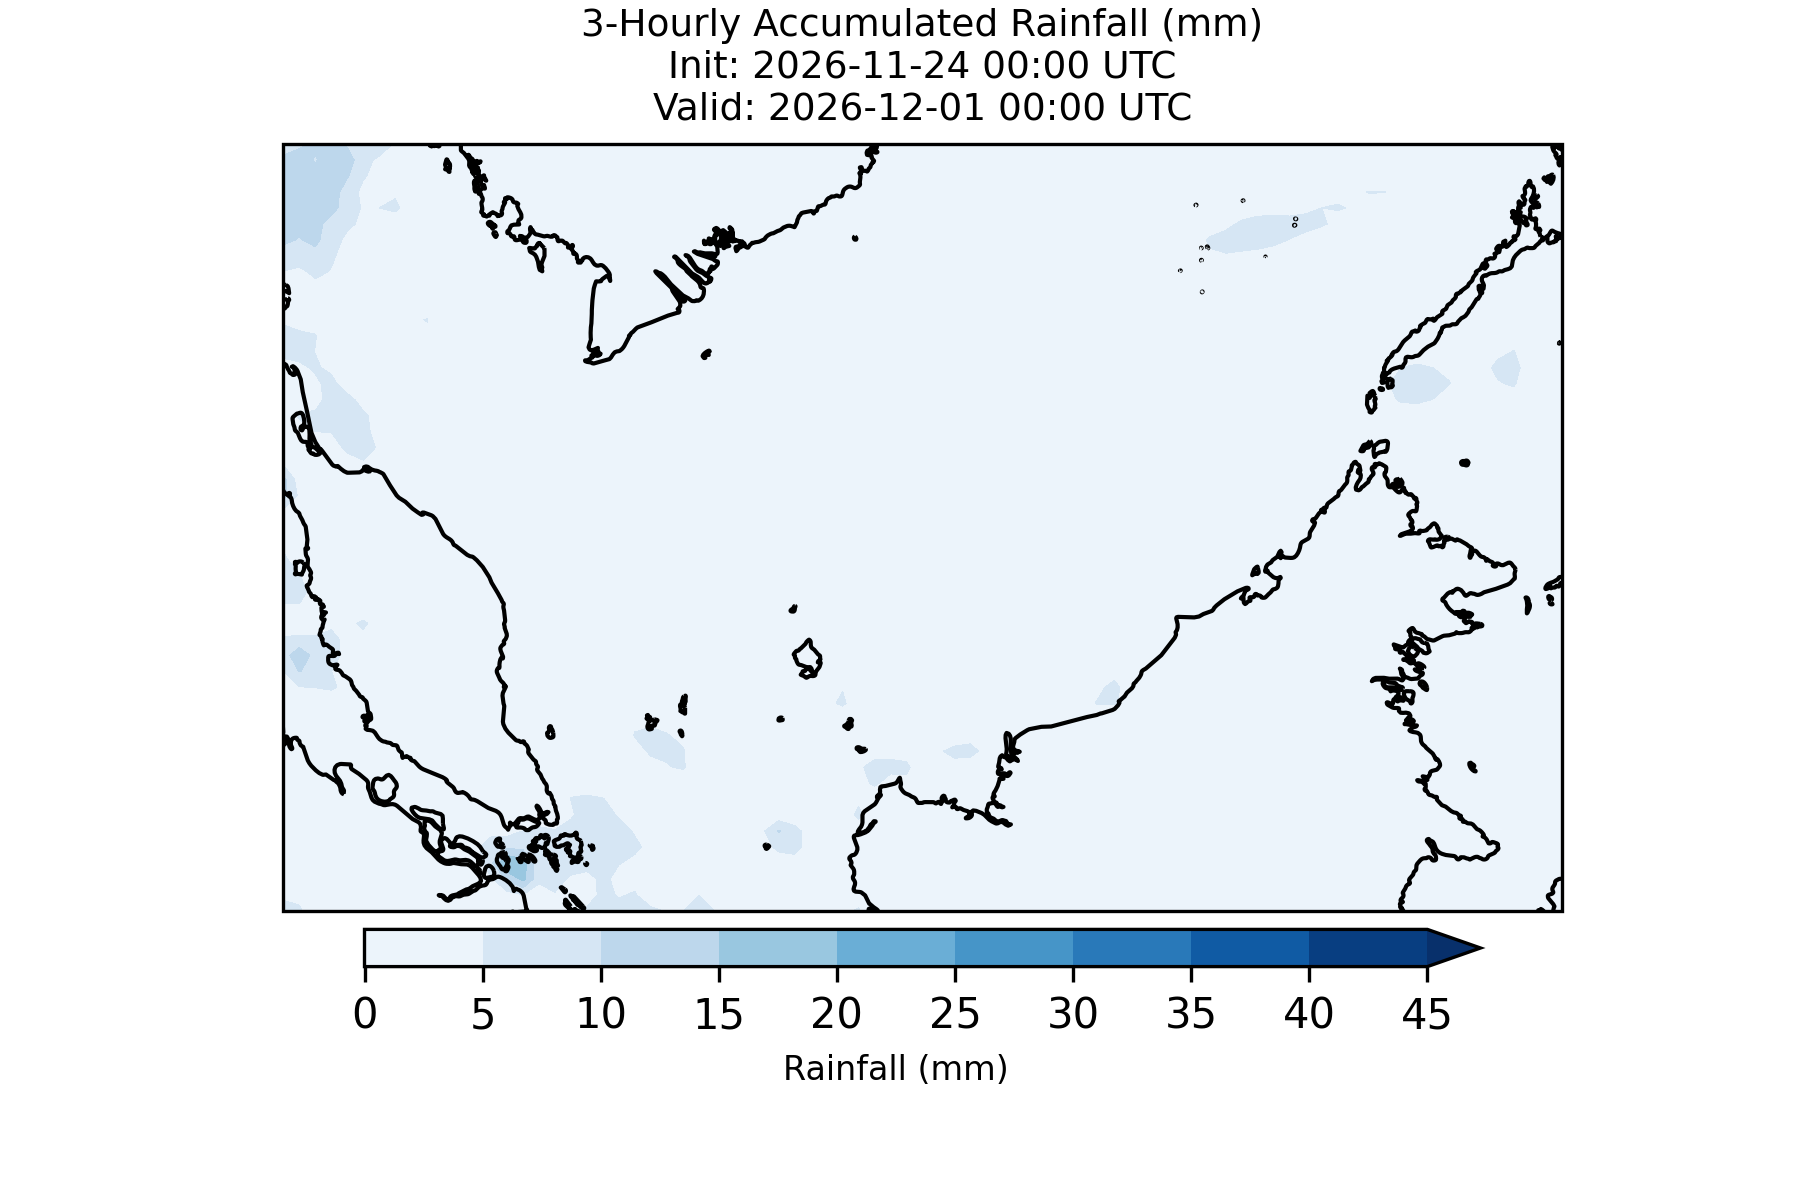 3-Hourly Accumulated Rainfall (mm)
Init: 2026-11-24 00:00 UTC
Valid: 2026-12-01 00:00 UTC
0 5 10 15 20 25 30 35 40 45
Rainfall (mm)